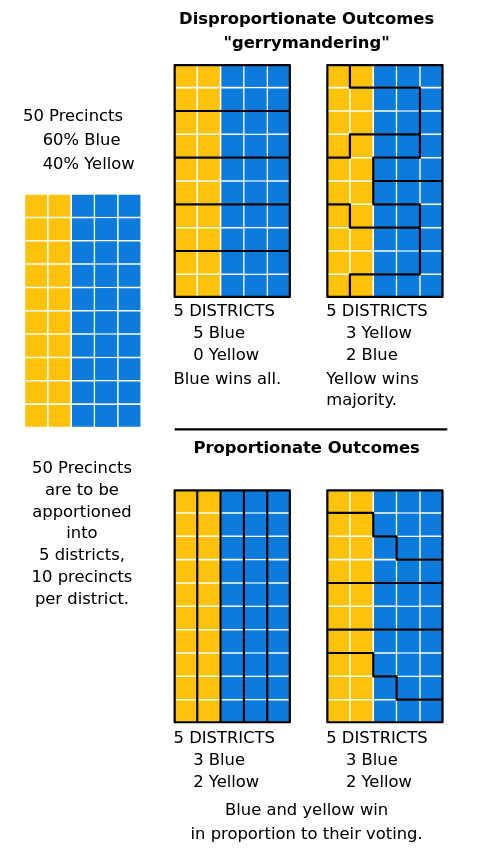 Disproportionate Outcomes
"gerrymandering"
50 Precincts
60% Blue
40% Yellow
5 DISTRICTS
5 Blue
0 Yellow
Blue wins all.
5 DISTRICTS
3 Yellow
2 Blue
Yellow wins
majority.
50 Precincts
are to be
apportioned
into
5 districts,
10 precincts
per district.
Proportionate Outcomes
5 DISTRICTS
3 Blue
2 Yellow
5 DISTRICTS
3 Blue
2 Yellow
Blue and yellow win
in proportion to their voting.